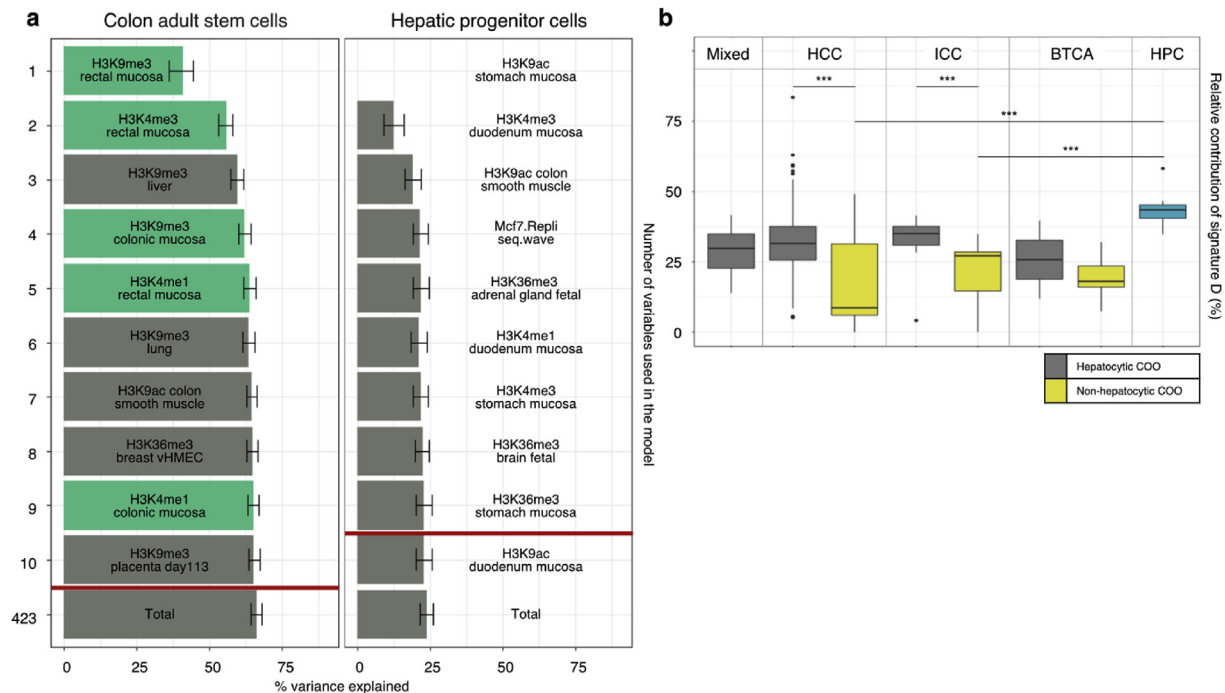 a
Colon adult stem cells
Hepatic progenitor cells
1
H3K9me3
rectal mucosa
H3K9ac
stomach mucosa
2
H3K4me3
rectal mucosa
H3K4me3
duodenum mucosa
3
H3K9me3
liver
H3K9ac colon
smooth muscle
4
H3K9me3
colonic mucosa
Mcf7.Repli
seq.wave
5
H3K4me1
rectal mucosa
H3K36me3
adrenal gland fetal
6
H3K9me3
lung
H3K4me1
duodenum mucosa
7
H3K9ac colon
smooth muscle
H3K4me3
stomach mucosa
8
H3K36me3
breast vHMEC
H3K36me3
brain fetal
9
H3K4me1
colonic mucosa
H3K36me3
stomach mucosa
10
H3K9me3
placenta day113
H3K9ac
duodenum mucosa
423
Total
Total
0 25 50 75
0 25 50 75
% variance explained
Number of variables used in the model
b
Mixed HCC ICC BTCA HPC
***
***
***
***
75
50
25
0
Relative contribution of signature D (%)
Hepatocytic COO
Non-hepatocytic COO